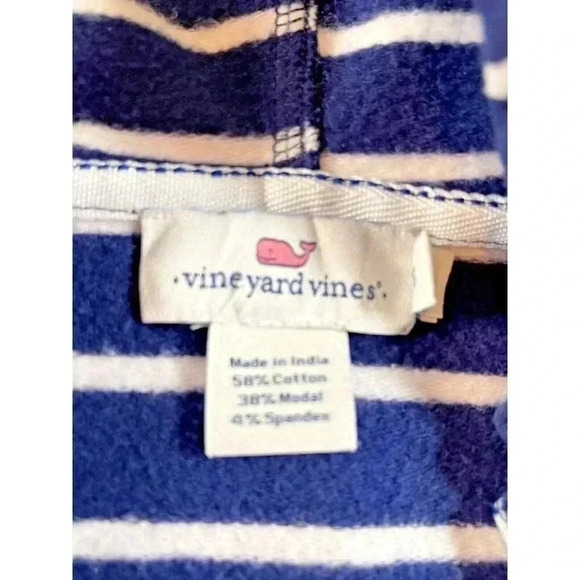 vineyard vines®
S
Made in India
58% Cotton
38% Modal
4% Spandex